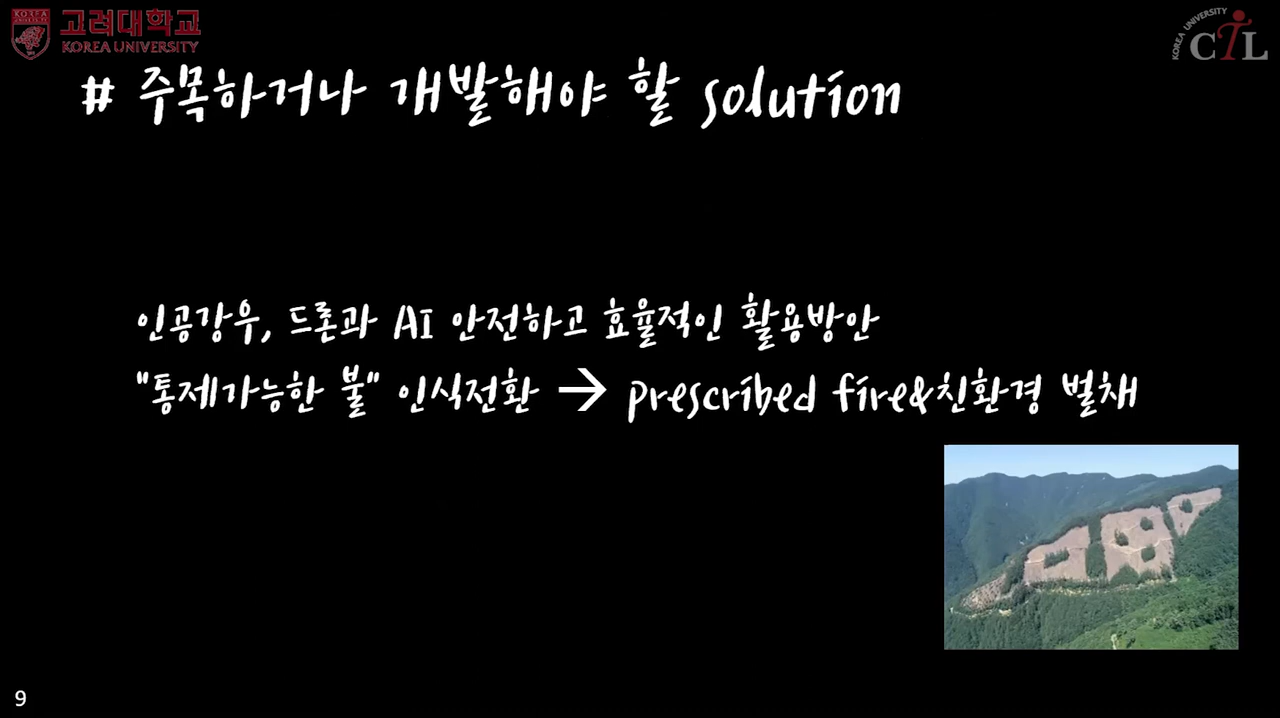 고려대학교
KOREA UNIVERSITY
KOREA UNIVERSITY
CTL
# 주목하거나 개발해야 할 solution
인공강우, 드론과 AI 안전하고 효율적인 활용방안
"통제가능한 불" 인식전환 → prescribed fire&친환경 벌채
9